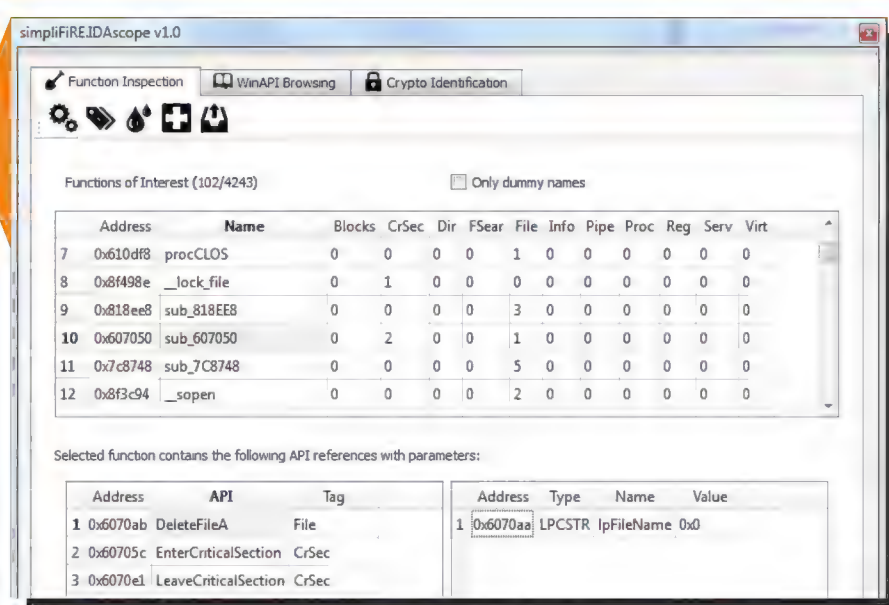 simpliFiRE.IDAscope v1.0
Function Inspection WinAPI Browsing Crypto Identification
Functions of Interest (102/4243) Only dummy names
Address Name Blocks CrSec Dir FSear File Info Pipe Proc Reg Serv Virt
7 0x610df8 procCLOS 0 0 0 0 1 0 0 0 0 0 0
8 0x8f498e __lock_file 0 1 0 0 0 0 0 0 0 0 0
9 0x818ee8 sub_818EE8 0 0 0 0 3 0 0 0 0 0 0
10 0x607050 sub_607050 0 2 0 0 1 0 0 0 0 0 0
11 0x7c8748 sub_7C8748 0 0 0 0 5 0 0 0 0 0 0
12 0x8f3c94 __sopen 0 0 0 0 2 0 0 0 0 0 0
Selected function contains the following API references with parameters:
Address API Tag
1 0x6070ab DeleteFileA File
2 0x60705c EnterCriticalSection CrSec
3 0x6070e1 LeaveCriticalSection CrSec
Address Type Name Value
1 0x6070aa LPCSTR lpFileName 0x0